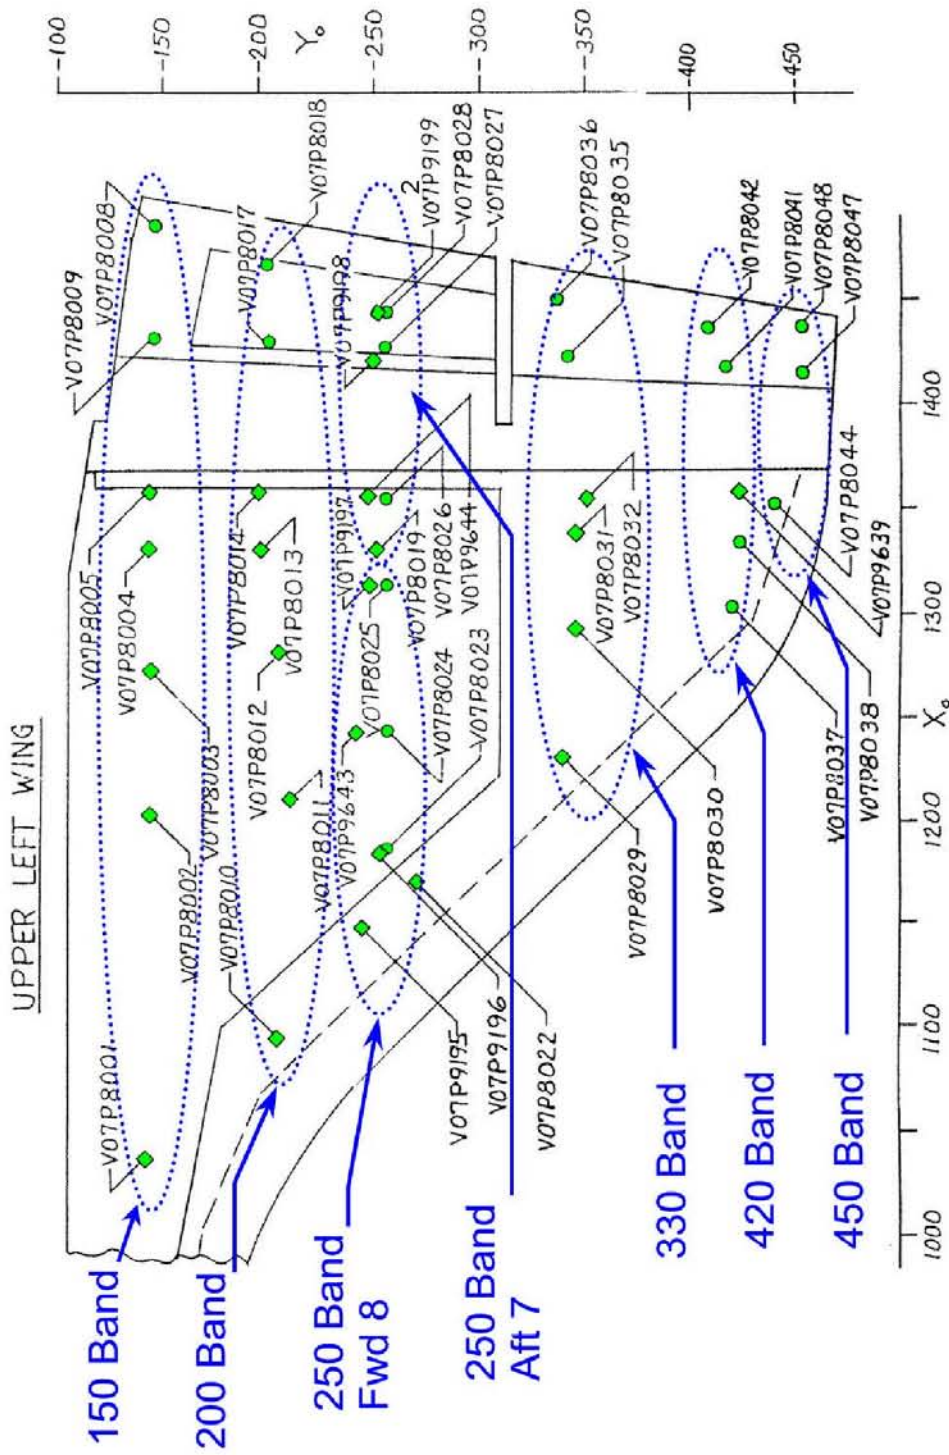 UPPER LEFT WING
V07P8009
V07P8008
V07P8017
V07P8018
V07P9198
V07P9199
2
V07P8028
V07P8027
V07P8036
V07P8035
V07P8042
V07P8041
V07P8048
V07P8047
V07P8005
V07P8004
V07P8003
V07P8002
V07P8001
V07P8014
V07P8013
V07P8012
V07P8011
V07P8010
V07P9197
V07P8019
V07P8026
V07P9644
V07P8025
V07P8024
V07P8023
V07P9643
V07P9195
V07P9196
V07P8022
V07P8031
V07P8032
V07P8030
V07P8029
V07P8044
V07P9639
V07P8038
V07P8037
150 Band
200 Band
250 Band
Fwd 8
250 Band
Aft 7
330 Band
420 Band
450 Band
-100
-150
-200
Yo
-250
-300
-350
-400
-450
1000
1100
1200
Xo
1300
1400